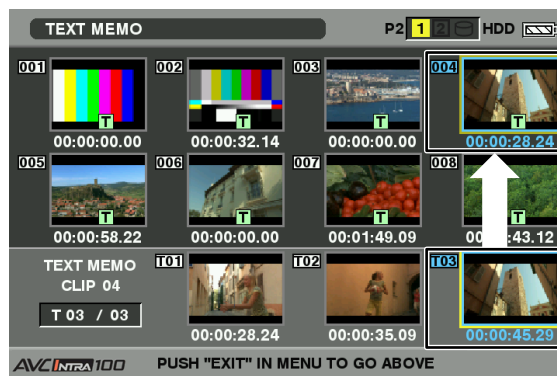 TEXT MEMO P2 1 2 HDD
001 002 003 004
T T T
00:00:00.00 00:00:32.14 00:00:00.00 00:00:28.24
005 006 007 008
T T T T
00:00:58.22 00:00:00.00 00:01:49.09 :43.12
TEXT MEMO
CLIP 04
T 03 / 03
T01 T02 T03
00:00:28.24 00:00:35.09 00:00:45.29
AVC INTRA 100 PUSH "EXIT" IN MENU TO GO ABOVE